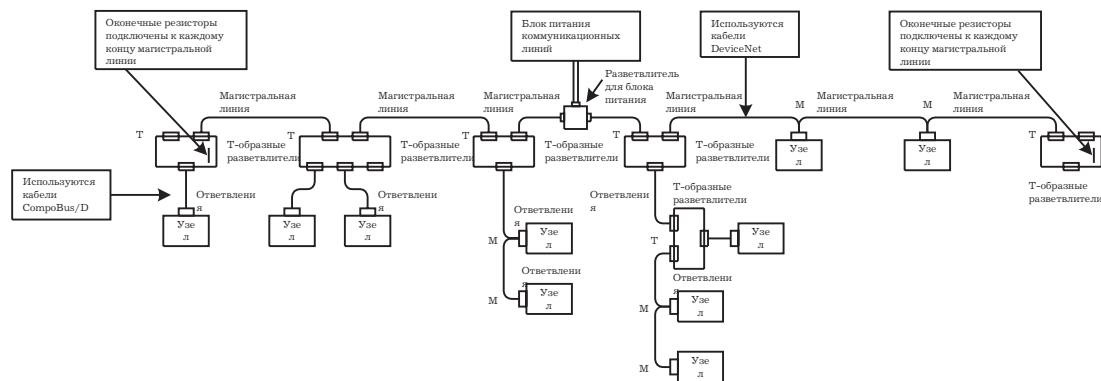 Оконечные резисторы
подключены к каждому
концу магистральной
линии
Блок питания
коммуникационных
линий
Используются
кабели
DeviceNet
Оконечные резисторы
подключены к каждому
концу магистральной
линии
Разветвлитель
для блока
питания
Магистральная
линия
Магистральная
линия
Магистральная
линия
Магистральная
линия
М
Магистральная
линия
М
Магистральная
линия
Т
Т
Т
Т
Т
Т-образные
разветвители
Т-образные
разветвлители
Т-образные
разветвлители
Т-образные
разветвлители
Узе
л
Узе
л
Т-образные
разветвлители
Используются
кабели
CompoBus/D
Ответвлени
я
Ответвлени
я
Ответвлени
я
Т-образные
разветвлители
Узе
л
Узе
л
Узе
л
Ответвлени
я
М
Узе
л
Т
Узе
л
Ответвлени
я
М
Узе
л
Ответвлени
я
М
Узе
л
М
Узе
л